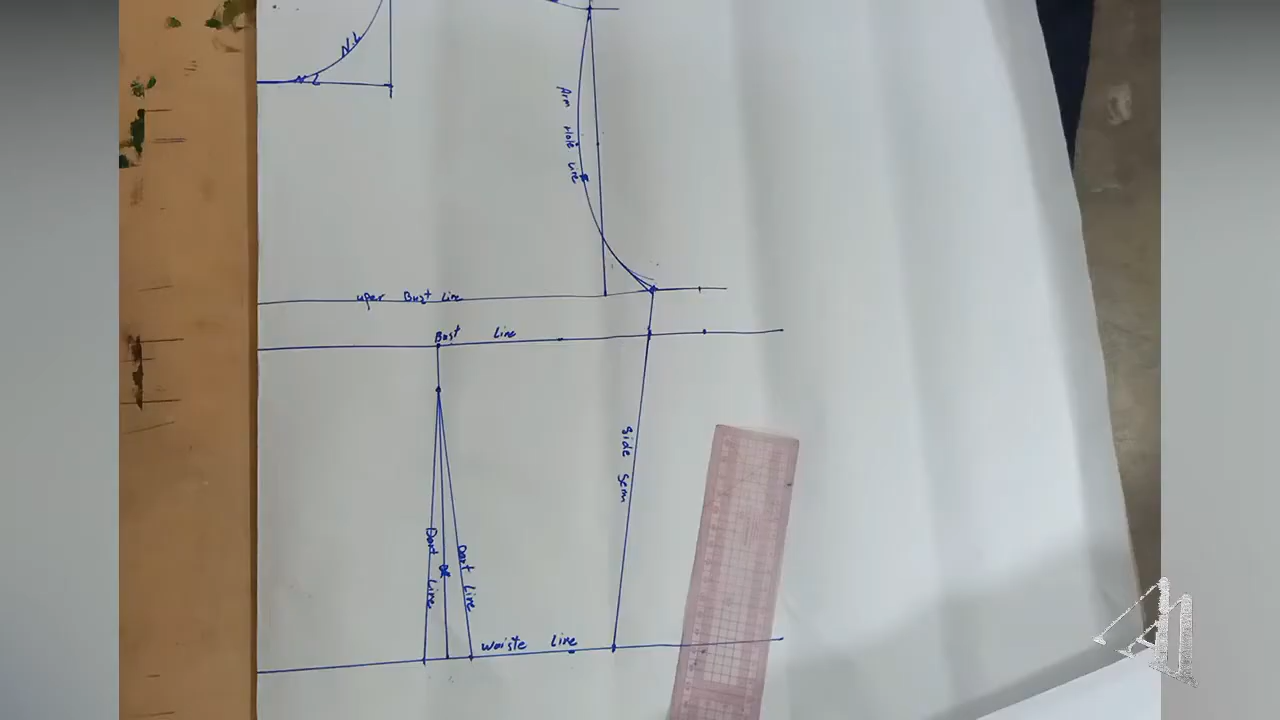 N.L
N L
Arm Hole Line
uper Bust Line
Bust Line
Side Sem
Dart Line
Dart Line
Waiste Line